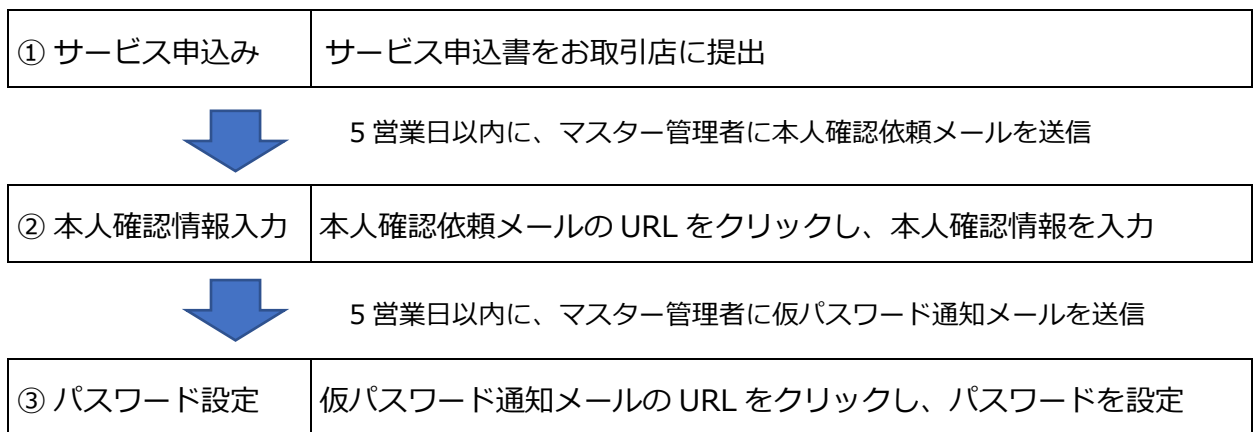 ① サービス申込み サービス申込書をお取引店に提出
5 営業日以内に、マスター管理者に本人確認依頼メールを送信
② 本人確認情報入力 本人確認依頼メールの URL をクリックし、本人確認情報を入力
5 営業日以内に、マスター管理者に仮パスワード通知メールを送信
③ パスワード設定 仮パスワード通知メールの URL をクリックし、パスワードを設定